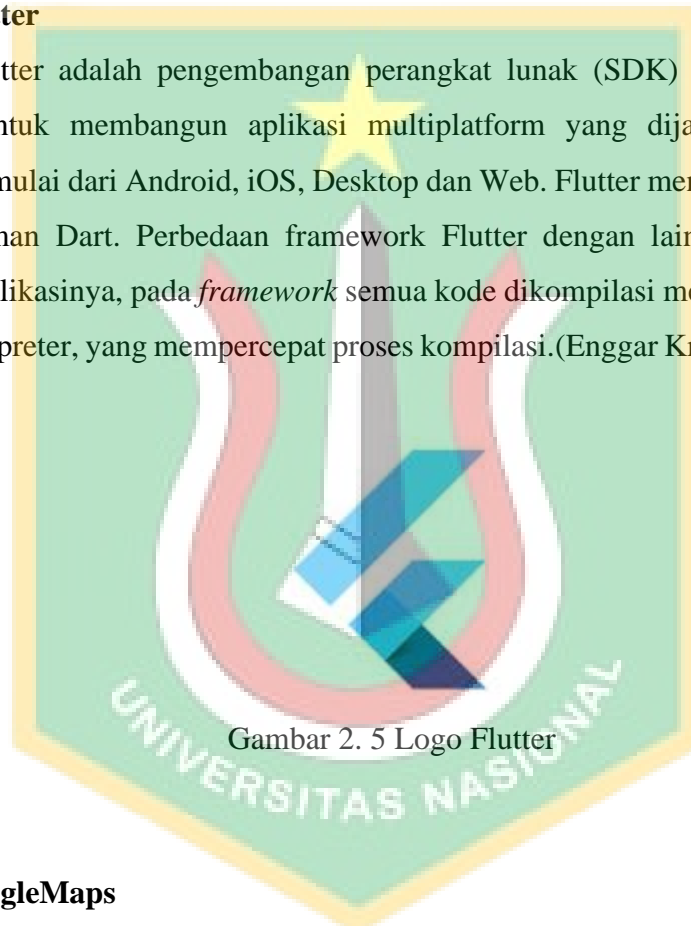 tter
tter adalah pengembangan perangkat lunak (SDK)
ntuk membangun aplikasi multiplatform yang dija
mulai dari Android, iOS, Desktop dan Web. Flutter mer
nan Dart. Perbedaan framework Flutter dengan lain
likasinya, pada framework semua kode dikompilasi me
rpreter, yang mempercepat proses kompilasi.(Enggar Kr
Gambar 2. 5 Logo Flutter
UNIVERSITAS NASIONAL
gleMaps